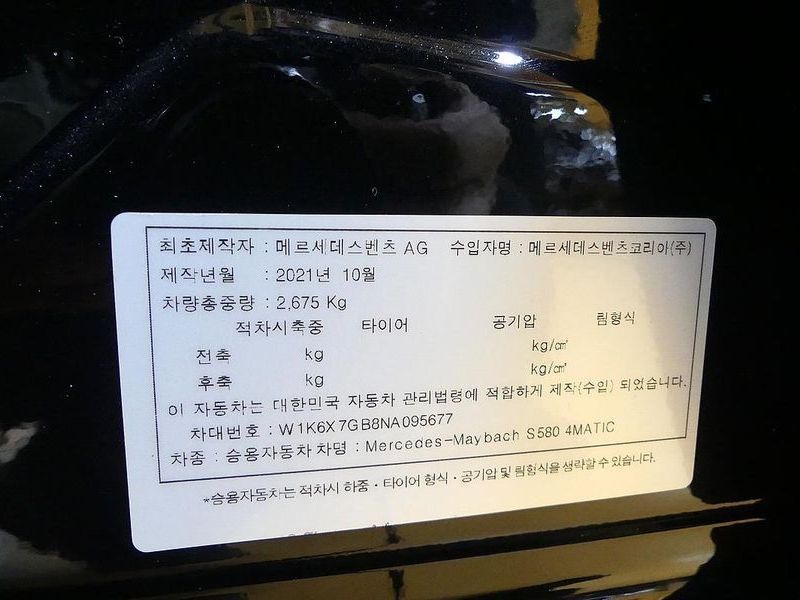 최초제작자 : 메르세데스벤츠 AG 수입자명 : 메르세데스벤츠코리아(주)
제작년월 : 2021년 10월
차량총중량 : 2,675 Kg
적차시축중 타이어 공기압 림형식
전축 kg kg/㎠
후축 kg kg/㎠
이 자동차는 대한민국 자동차 관리법령에 적합하게 제작(수입) 되었습니다.
차대번호 : W1K6X7GB8NA095677
차종 : 승용자동차 차명 : Mercedes-Maybach S580 4MATIC
*승용자동차는 적차시 하중·타이어 형식·공기압 및 림형식을 생략할 수 있습니다.